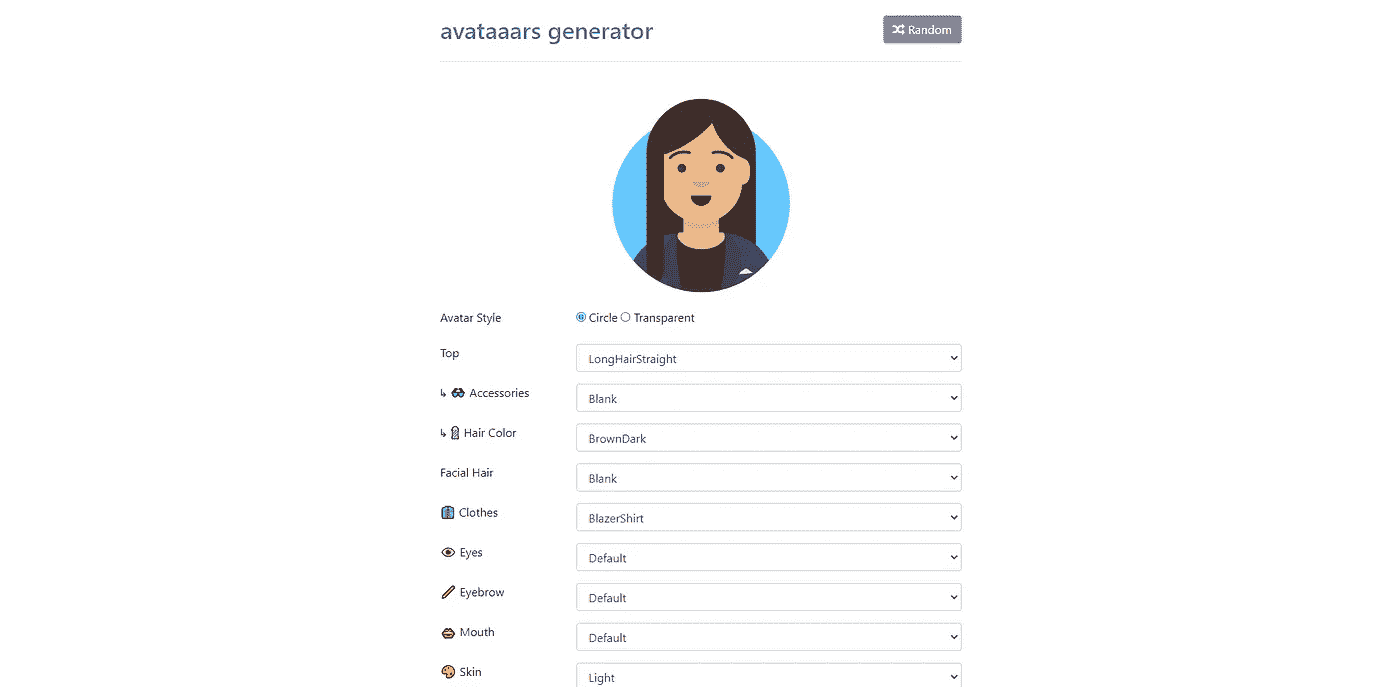 avataaars generator
Random
Avatar Style Circle Transparent
Top LongHairStraight
↳ Accessories Blank
↳ Hair Color BrownDark
Facial Hair Blank
Clothes BlazerShirt
Eyes Default
Eyebrow Default
Mouth Default
Skin Light